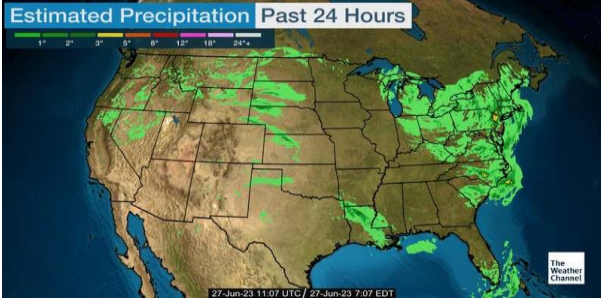 Estimated Precipitation Past 24 Hours
1" 2" 3" 5" 8" 12" 18" 24"+
The
Weather
Channel
27-Jun-23 11:07 UTC / 27-Jun-23 7:07 EDT